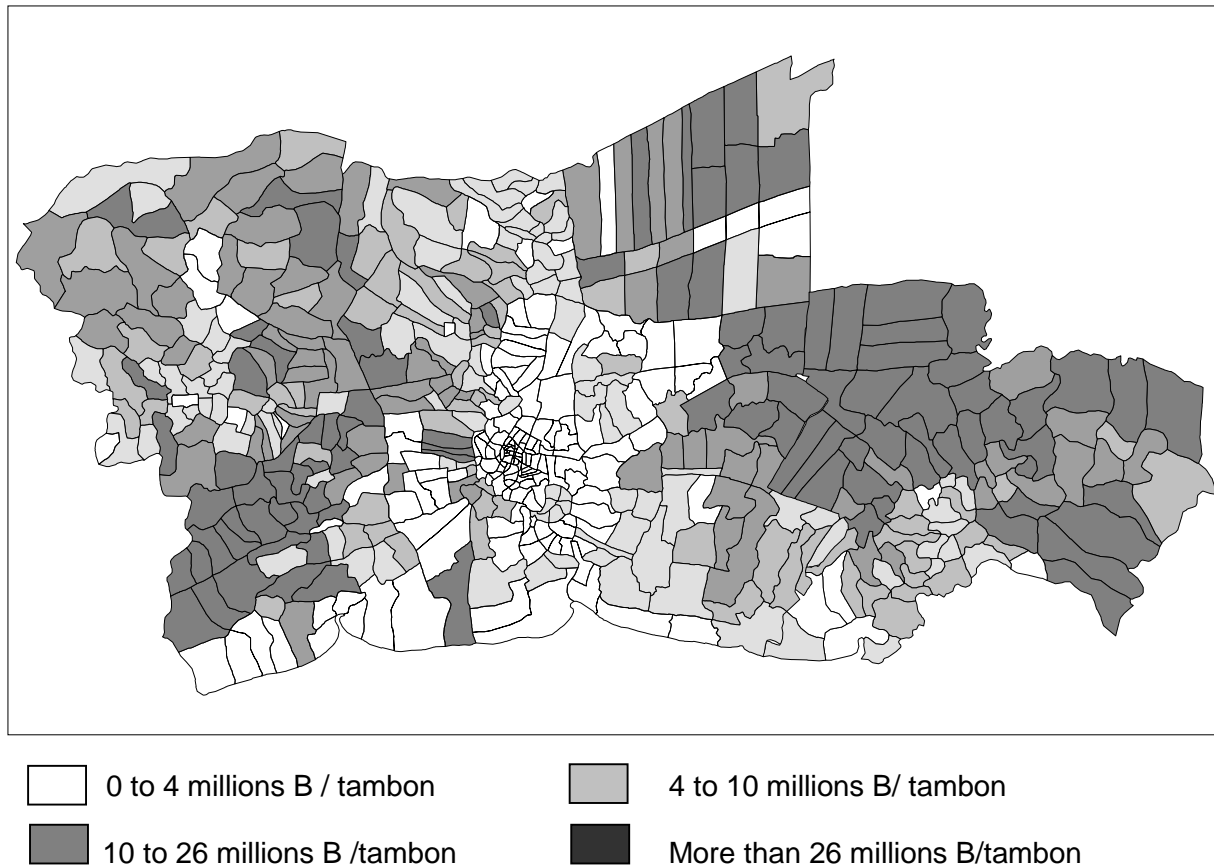 0 to 4 millions B / tambon
4 to 10 millions B/ tambon
10 to 26 millions B /tambon
More than 26 millions B/tambon